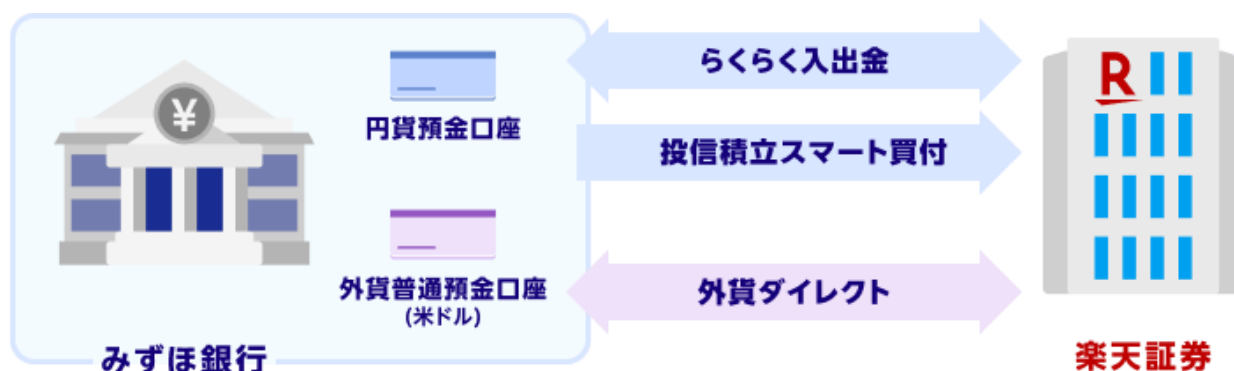 らくらく入出金
円貨預金口座
投信積立スマート買付
外貨普通預金口座
(米ドル)
外貨ダイレクト
みずほ銀行
¥
R
楽天証券